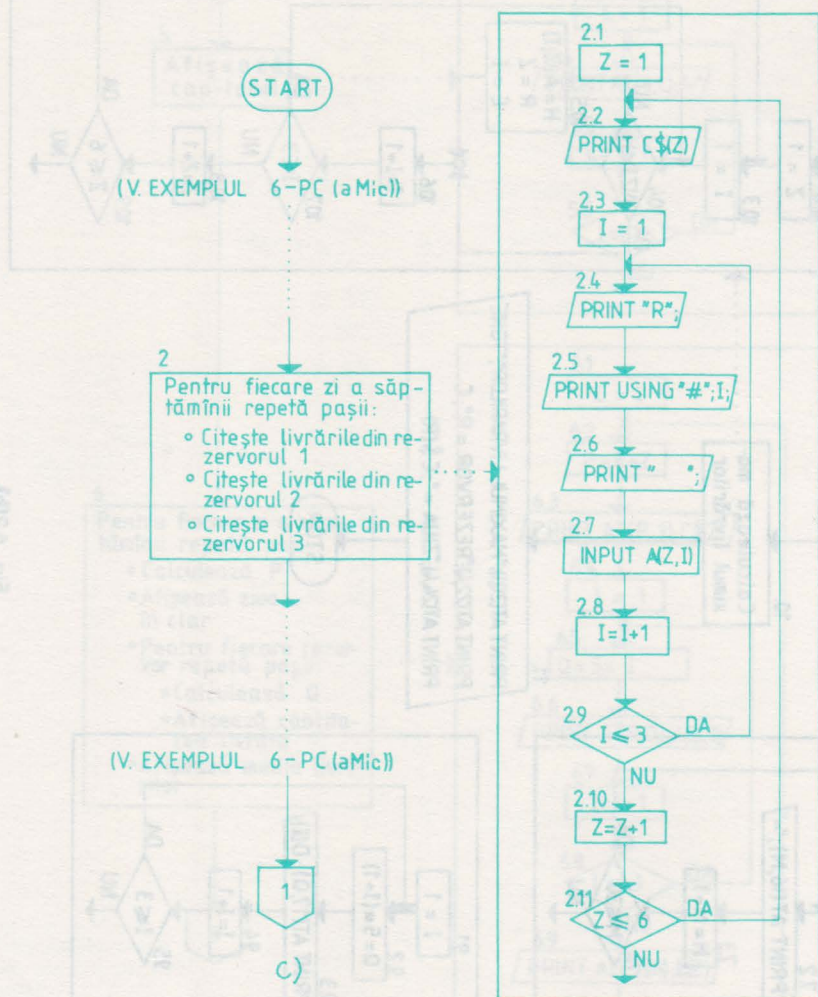 START
(V. EXEMPLUL 6-PC (aMic))
2
Pentru fiecare zi a săp-
tămînii repetă pașii:
° Citește livrările din re-
zervorul 1
° Citește livrările din re-
zervorul 2
° Citește livrările din re-
zervorul 3
(V. EXEMPLUL 6-PC (aMic))
1
c)
2.1
Z = 1
2.2
PRINT C$(Z)
2,3
I = 1
2.4
PRINT "R";
2.5
PRINT USING "#";I;
2.6
PRINT " ";
2.7
INPUT A(Z,I)
2.8
I=I+1
2.9
I ≤ 3
DA
NU
2.10
Z=Z+1
2.11
Z ≤ 6
DA
NU